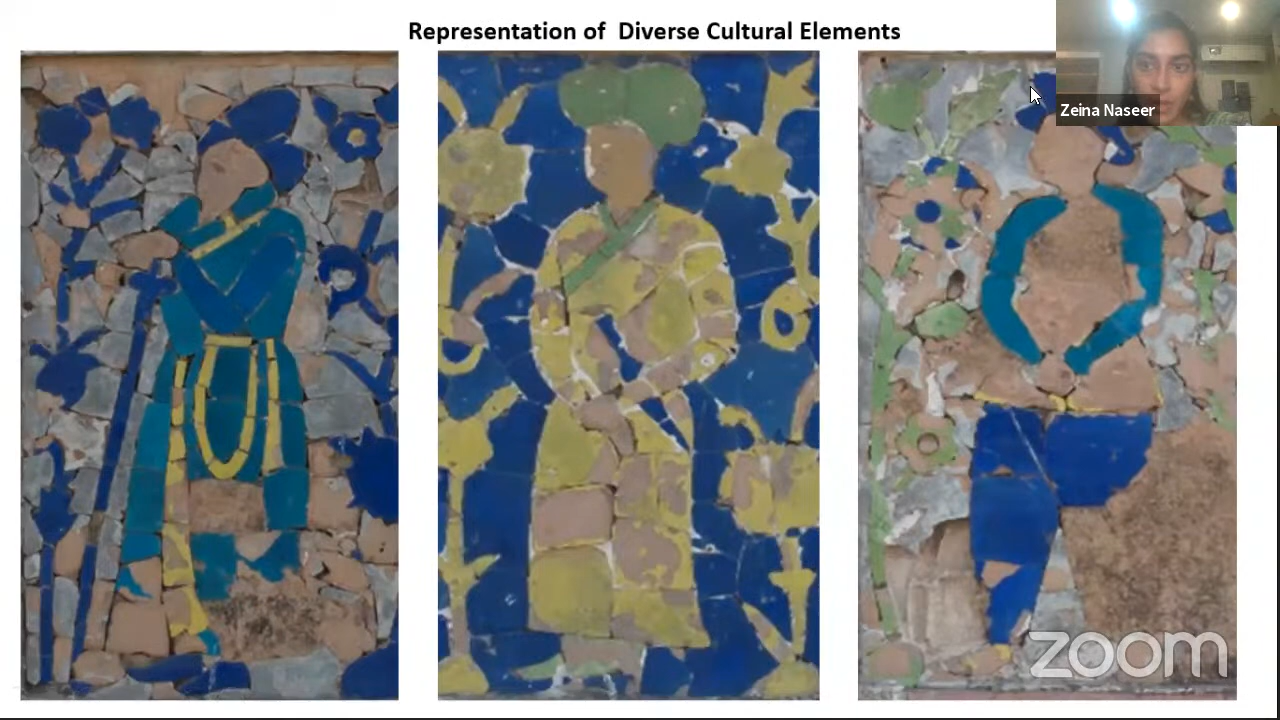 Representation of  Diverse Cultural Elements
Zeina Naseer
zoom